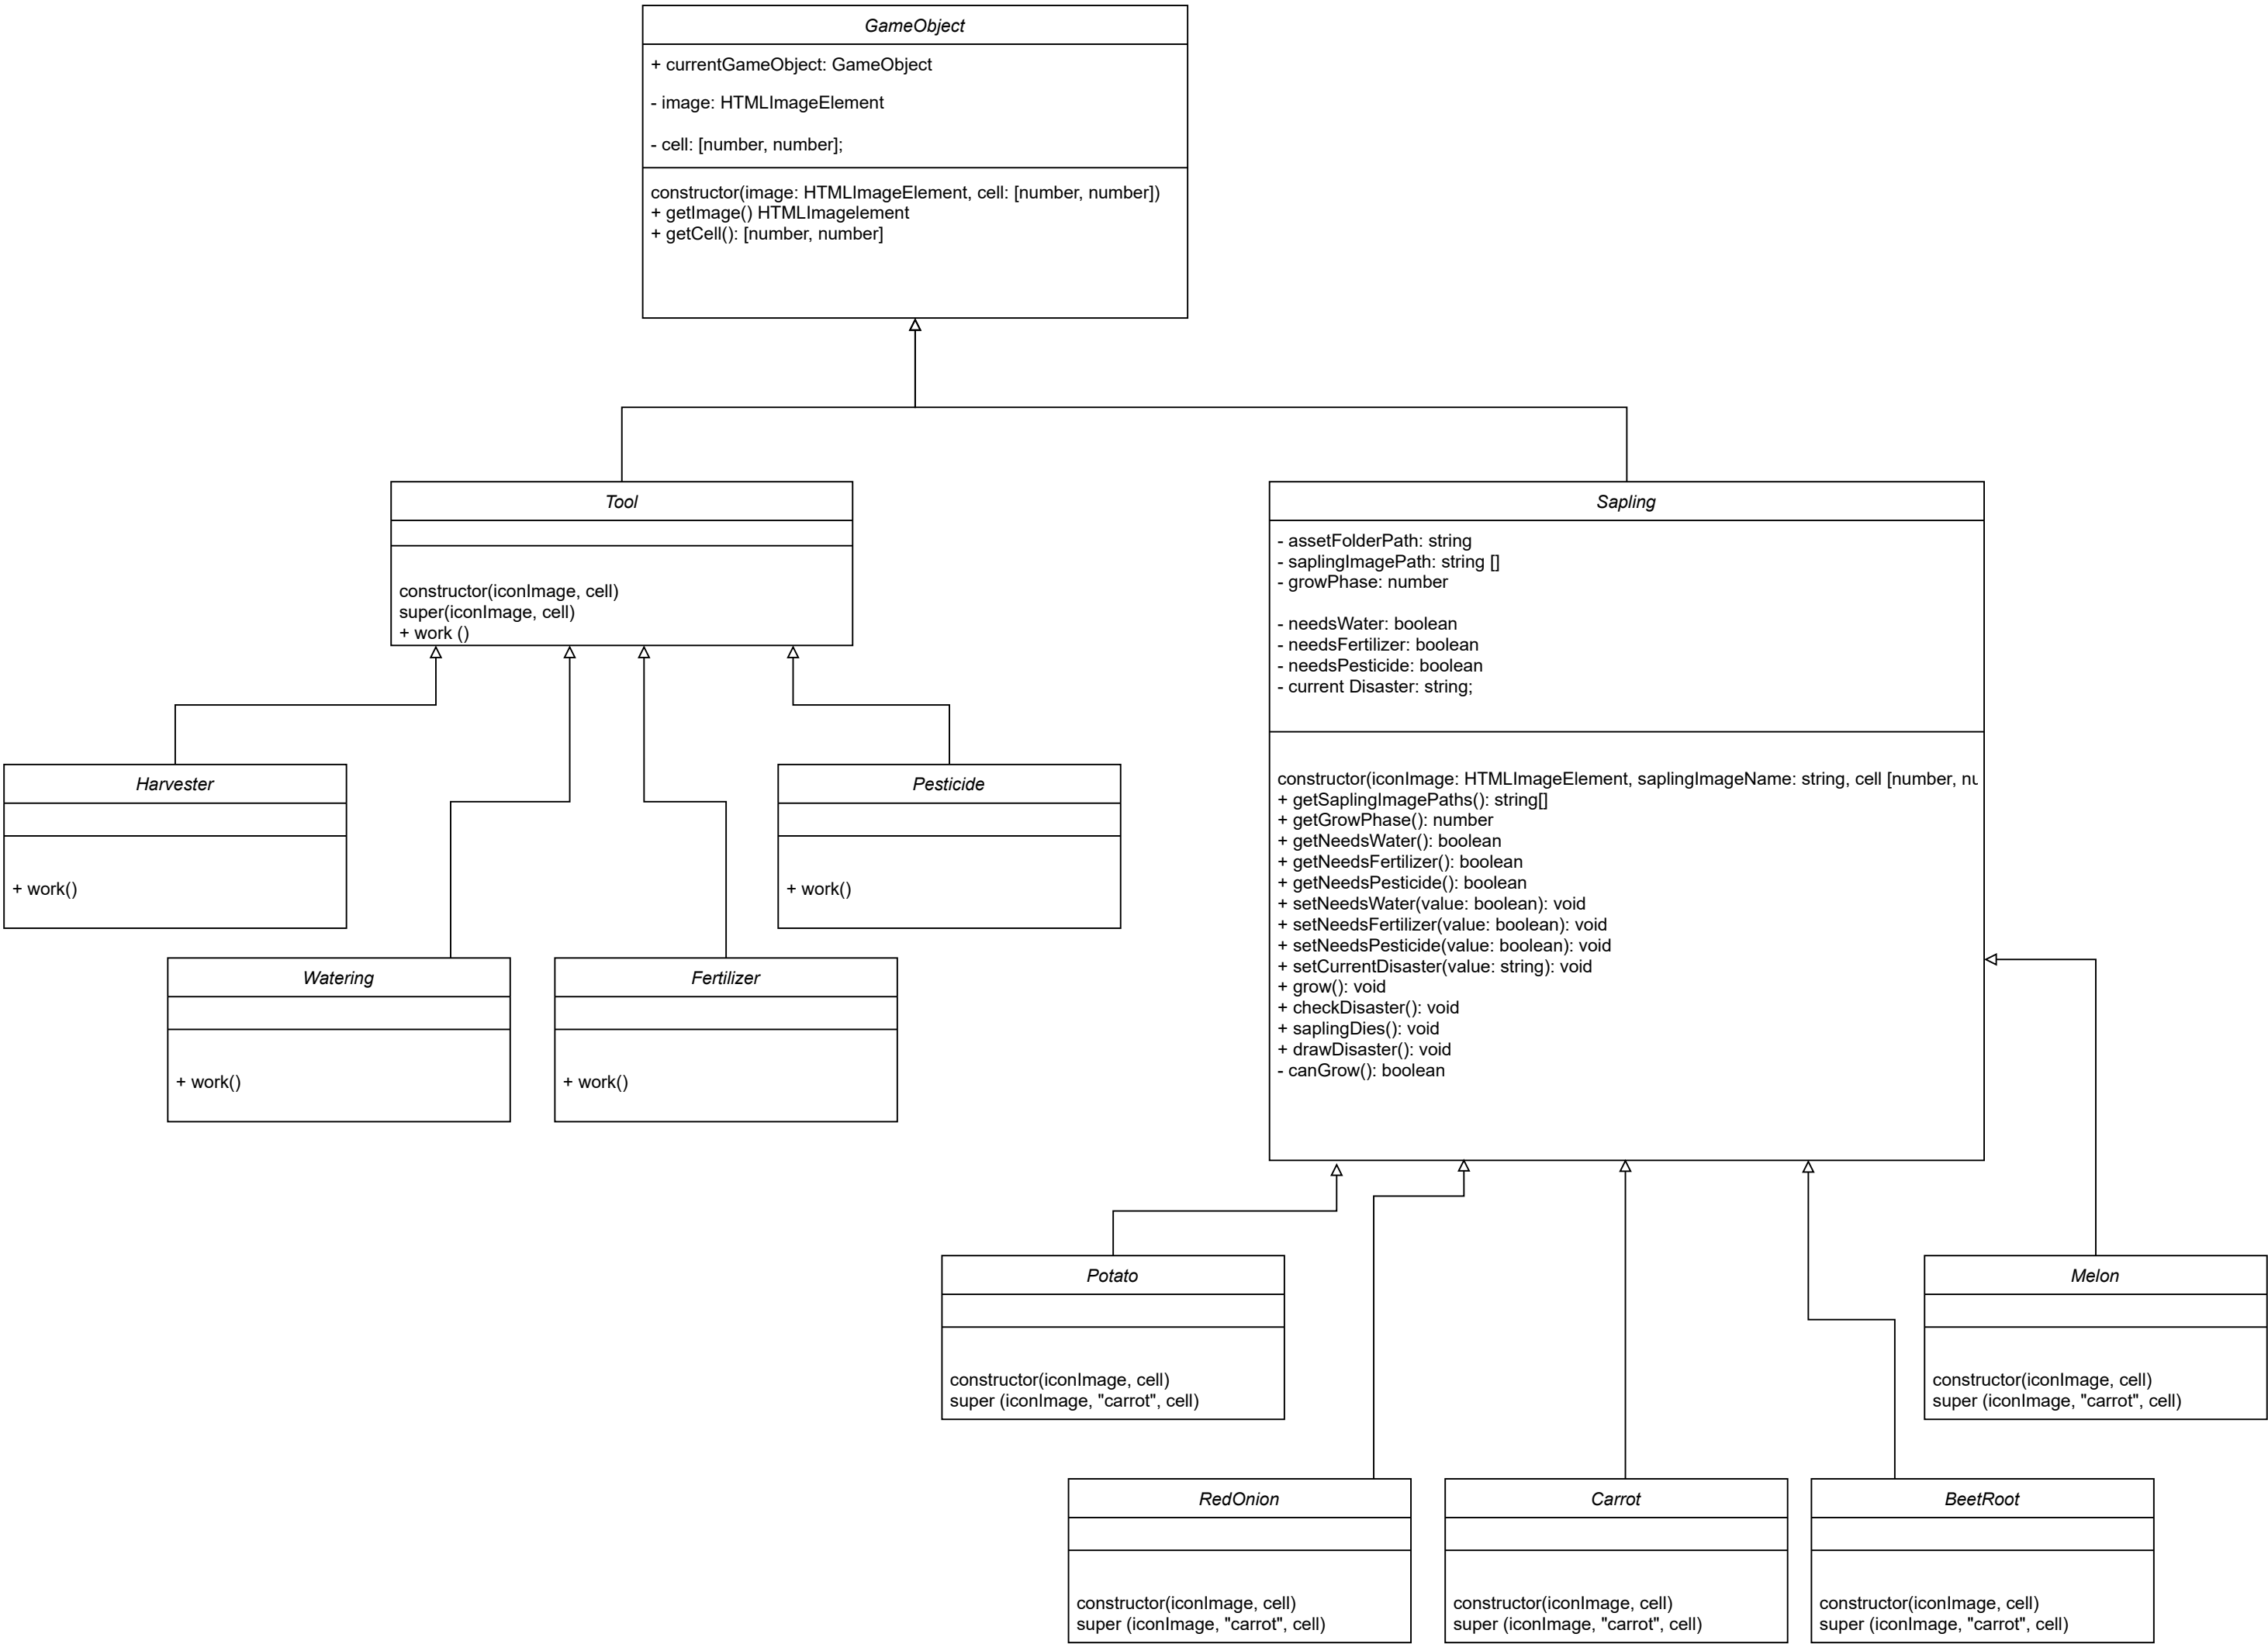 GameObject
+ currentGameObject: GameObject
- image: HTMLImageElement
- cell: [number, number];
constructor(image: HTMLImageElement, cell: [number, number])
+ getImage() HTMLImagelement
+ getCell(): [number, number]
Tool
constructor(iconImage, cell)
super(iconImage, cell)
+ work ()
Sapling
- assetFolderPath: string
- saplingImagePath: string []
- growPhase: number
- needsWater: boolean
- needsFertilizer: boolean
- needsPesticide: boolean
- current Disaster: string;
constructor(iconImage: HTMLImageElement, saplingImageName: string, cell [number, nu
+ getSaplingImagePaths(): string[]
+ getGrowPhase(): number
+ getNeedsWater(): boolean
+ getNeedsFertilizer(): boolean
+ getNeedsPesticide(): boolean
+ setNeedsWater(value: boolean): void
+ setNeedsFertilizer(value: boolean): void
+ setNeedsPesticide(value: boolean): void
+ setCurrentDisaster(value: string): void
+ grow(): void
+ checkDisaster(): void
+ saplingDies(): void
+ drawDisaster(): void
- canGrow(): boolean
Harvester
+ work()
Pesticide
+ work()
Watering
+ work()
Fertilizer
+ work()
Potato
constructor(iconImage, cell)
super (iconImage, "carrot", cell)
Melon
constructor(iconImage, cell)
super (iconImage, "carrot", cell)
RedOnion
constructor(iconImage, cell)
super (iconImage, "carrot", cell)
Carrot
constructor(iconImage, cell)
super (iconImage, "carrot", cell)
BeetRoot
constructor(iconImage, cell)
super (iconImage, "carrot", cell)